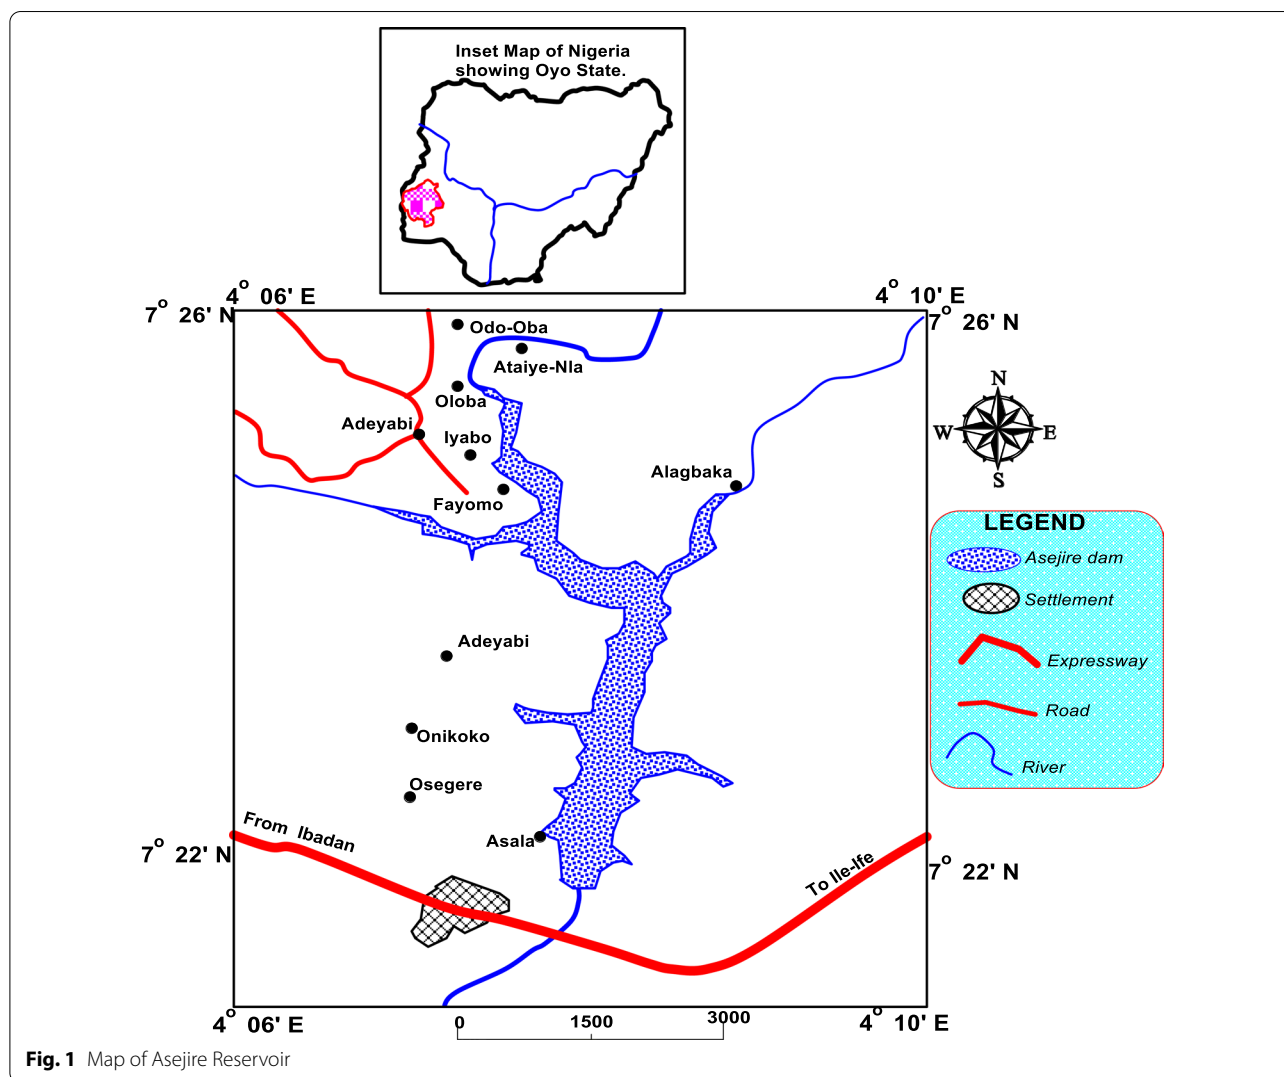 Inset Map of Nigeria
showing Oyo State.
4° 06' E
4° 10' E
7° 26' N
7° 26' N
Odo-Oba
Ataiye-Nla
Oloba
Adeyabi
Iyabo
Fayomo
Alagbaka
N
W
E
S
LEGEND
Asejire dam
Settlement
Expressway
Road
River
Adeyabi
Onikoko
Osegere
Asala
From Ibadan
To Ile-Ife
7° 22' N
7° 22' N
4° 06' E
4° 10' E
0
1500
3000
Fig. 1 Map of Asejire Reservoir